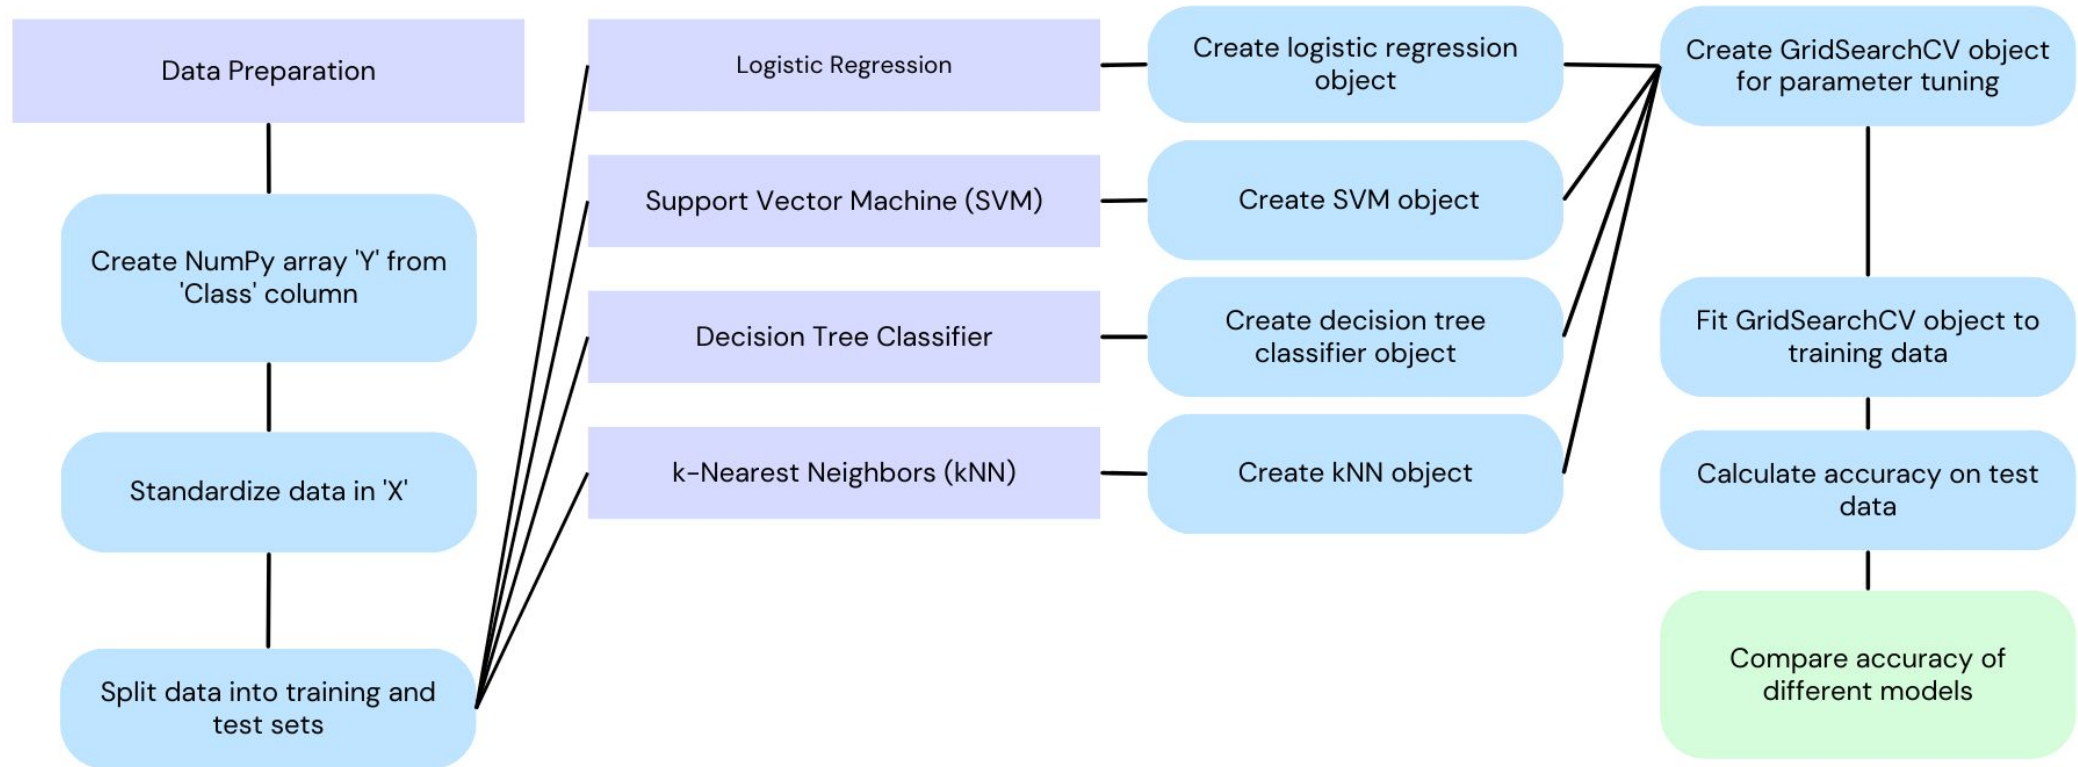 Data Preparation
Create NumPy array 'Y' from
'Class' column
Standardize data in 'X'
Split data into training and
test sets
Logistic Regression
Support Vector Machine (SVM)
Decision Tree Classifier
k-Nearest Neighbors (kNN)
Create logistic regression
object
Create SVM object
Create decision tree
classifier object
Create kNN object
Create GridSearchCV object
for parameter tuning
Fit GridSearchCV object to
training data
Calculate accuracy on test
data
Compare accuracy of
different models